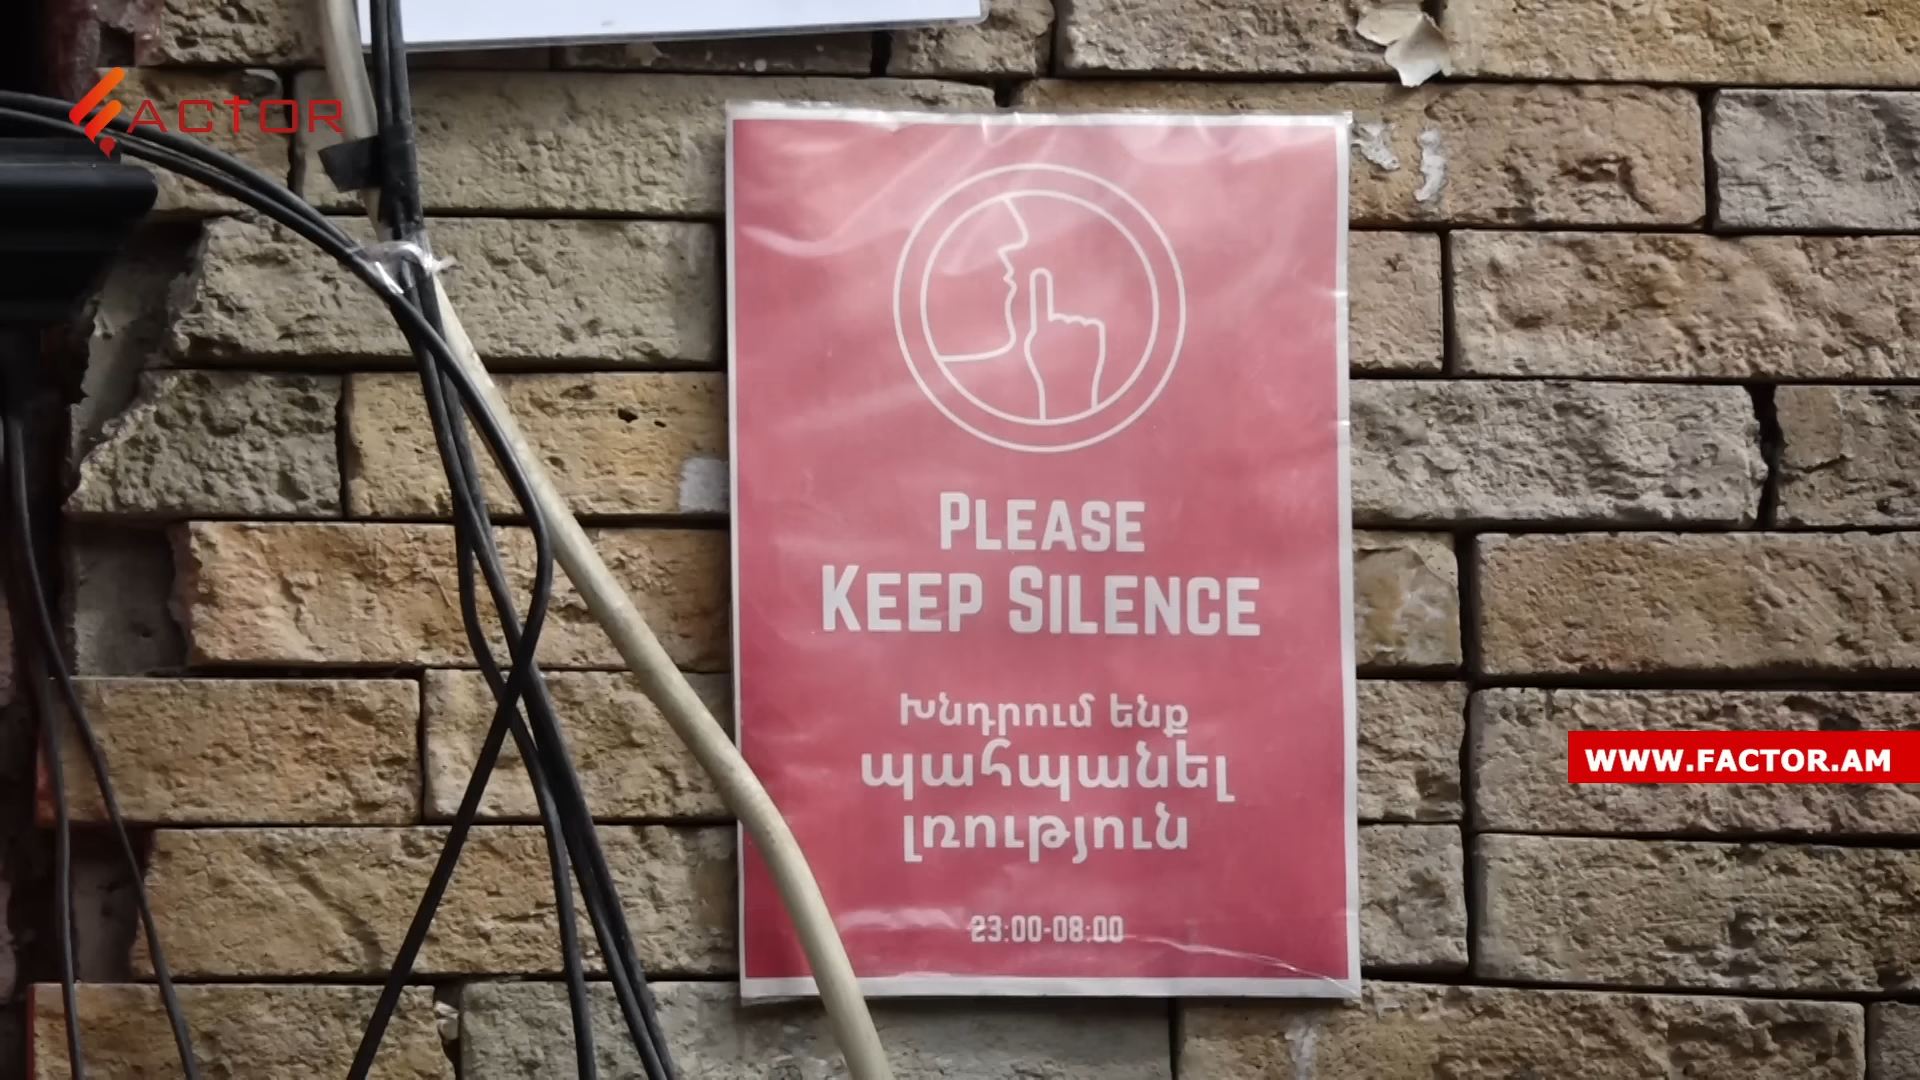 FACTOR
PLEASE
KEEP SILENCE
Խնդրում ենք
պահպանել
լռություն
23:00-08:00
WWW.FACTOR.AM